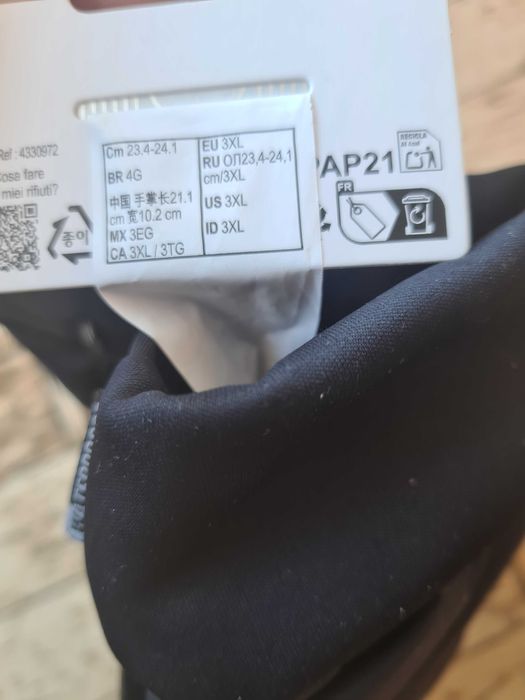 Ref : 4330972
Cosa fare
i miei rifiuti?
종이
Cm 23.4-24.1
BR 4G
中国 手掌长21.1
cm 宽10.2 cm
MX 3EG
CA 3XL / 3TG
EU 3XL
RU ОП23,4-24,1
cm/3XL
US 3XL
ID 3XL
PAP21
RECICLA
FR